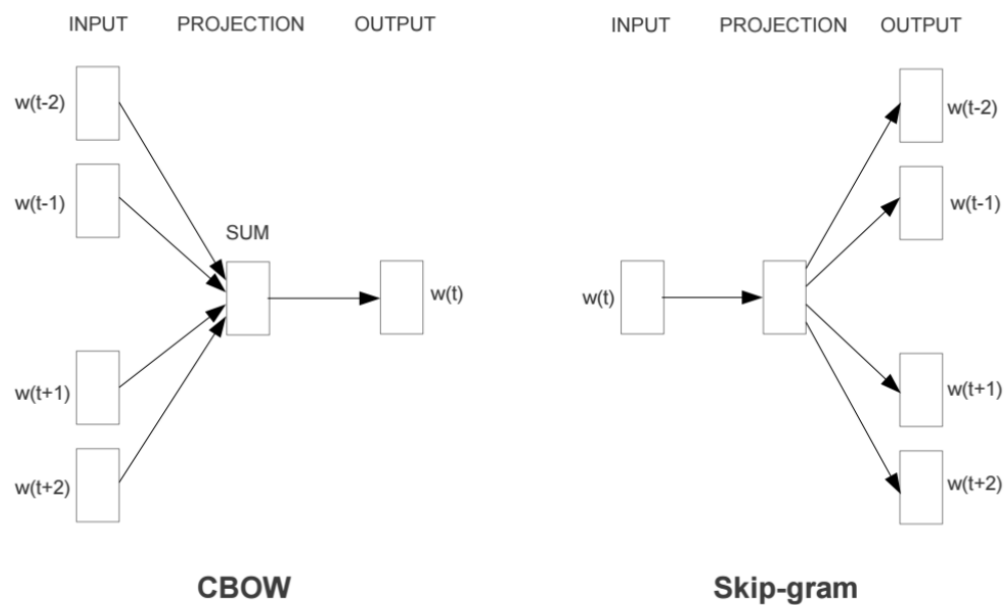 INPUT PROJECTION OUTPUT
w(t-2)
w(t-1)
SUM
w(t)
w(t+1)
w(t+2)
CBOW
INPUT PROJECTION OUTPUT
w(t-2)
w(t-1)
w(t)
w(t+1)
w(t+2)
Skip-gram